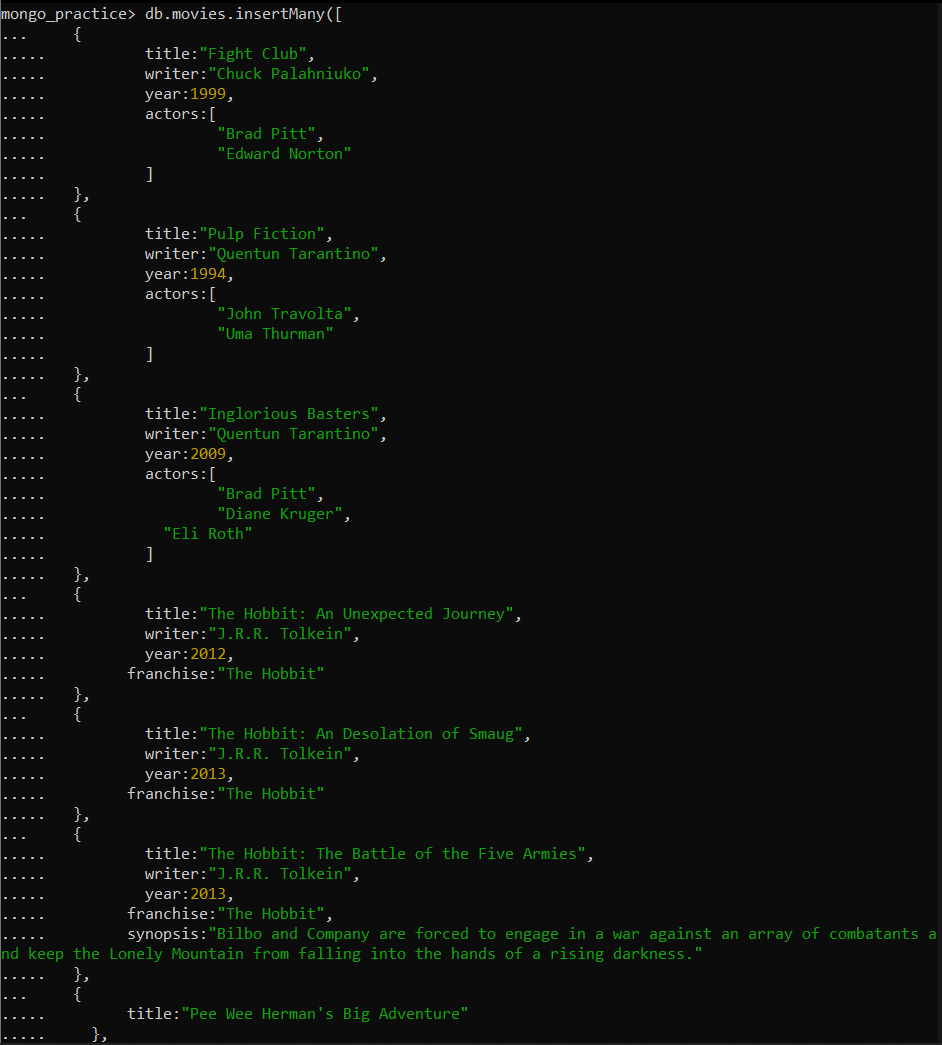 mongo_practice> db.movies.insertMany([
...     {
.....           title:"Fight Club",
.....           writer:"Chuck Palahniuko",
.....           year:1999,
.....           actors:[
.....                   "Brad Pitt",
.....                   "Edward Norton"
.....           ]
.....   },
...     {
.....           title:"Pulp Fiction",
.....           writer:"Quentun Tarantino",
.....           year:1994,
.....           actors:[
.....                   "John Travolta",
.....                   "Uma Thurman"
.....           ]
.....   },
...     {
.....           title:"Inglorious Basters",
.....           writer:"Quentun Tarantino",
.....           year:2009,
.....           actors:[
.....                   "Brad Pitt",
.....                   "Diane Kruger",
.....             "Eli Roth"
.....           ]
.....   },
...     {
.....           title:"The Hobbit: An Unexpected Journey",
.....           writer:"J.R.R. Tolkein",
.....           year:2012,
.....         franchise:"The Hobbit"
.....   },
...     {
.....           title:"The Hobbit: An Desolation of Smaug",
.....           writer:"J.R.R. Tolkein",
.....           year:2013,
.....         franchise:"The Hobbit"
.....   },
...     {
.....           title:"The Hobbit: The Battle of the Five Armies",
.....           writer:"J.R.R. Tolkein",
.....           year:2013,
.....         franchise:"The Hobbit",
.....         synopsis:"Bilbo and Company are forced to engage in a war against an array of combatants a
nd keep the Lonely Mountain from falling into the hands of a rising darkness."
.....   },
...     {
.....         title:"Pee Wee Herman's Big Adventure"
.....     },